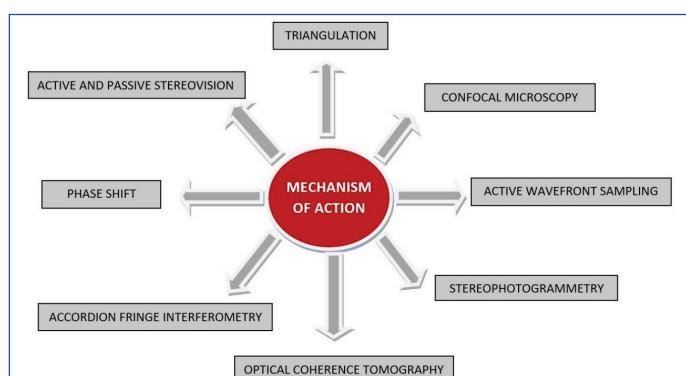 TRIANGULATION
ACTIVE AND PASSIVE STEREOVISION
CONFOCAL MICROSCOPY
MECHANISM
OF ACTION
PHASE SHIFT
ACTIVE WAVEFRONT SAMPLING
STEREOPHOTOGRAMMETRY
ACCORDION FRINGE INTERFEROMETRY
OPTICAL COHERENCE TOMOGRAPHY